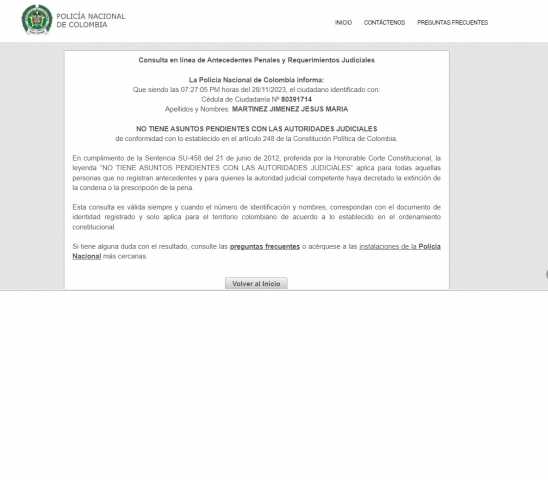 POLICÍA NACIONAL
DE COLOMBIA
INICIO CONTÁCTENOS PREGUNTAS FRECUENTES
Consulta en línea de Antecedentes Penales y Requerimientos Judiciales
La Policía Nacional de Colombia informa:
Que siendo las 07:27:05 PM horas del 28/11/2023, el ciudadano identificado con:
Cédula de Ciudadanía Nº 80391714
Apellidos y Nombres: MARTINEZ JIMENEZ JESUS MARIA
NO TIENE ASUNTOS PENDIENTES CON LAS AUTORIDADES JUDICIALES
de conformidad con lo establecido en el artículo 248 de la Constitución Política de Colombia.
En cumplimiento de la Sentencia SU-458 del 21 de junio de 2012, proferida por la Honorable Corte Constitucional, la
leyenda "NO TIENE ASUNTOS PENDIENTES CON LAS AUTORIDADES JUDICIALES" aplica para todas aquellas
personas que no registran antecedentes y para quienes la autoridad judicial competente haya decretado la extinción de
la condena o la prescripción de la pena.
Esta consulta es válida siempre y cuando el número de identificación y nombres, correspondan con el documento de
identidad registrado y solo aplica para el territorio colombiano de acuerdo a lo establecido en el ordenamiento
constitucional.
Si tiene alguna duda con el resultado, consulte las preguntas frecuentes o acérquese a las instalaciones de la Policía
Nacional más cercanas.
Volver al Inicio